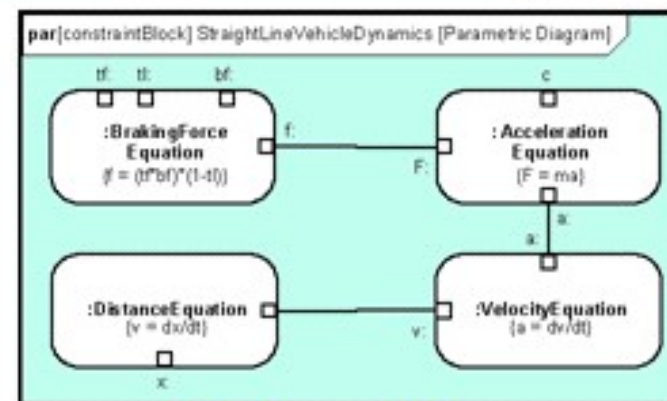 par[constraintBlock] StraightLineVehicleDynamics [Parametric Diagram]
tf: tl: bf:
c
:BrakingForce
Equation
{f = (tf*bf)*(1-tl)}
f:
F:
:Acceleration
Equation
{F = ma}
a:
a:
:DistanceEquation
{v = dx/dt}
x:
v:
:VelocityEquation
{a = dv/dt}